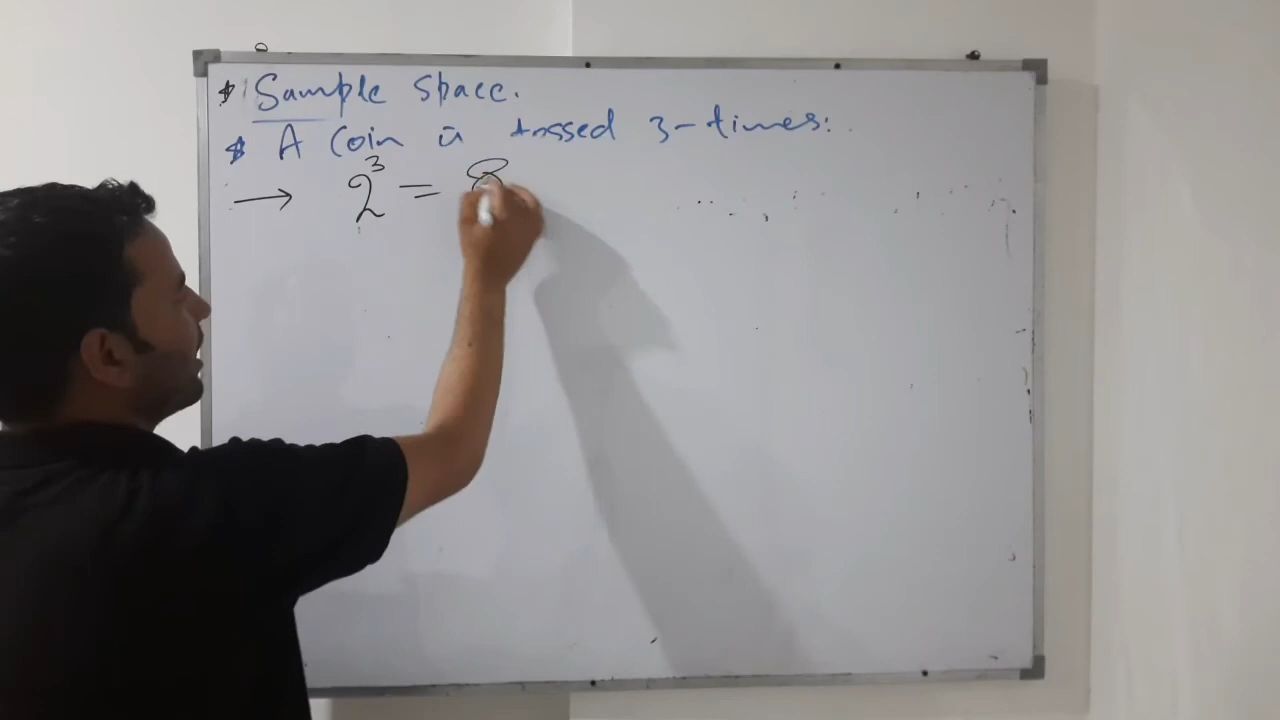 * Sample space.
* A coin is tossed 3-times:
→ 2³ = 8